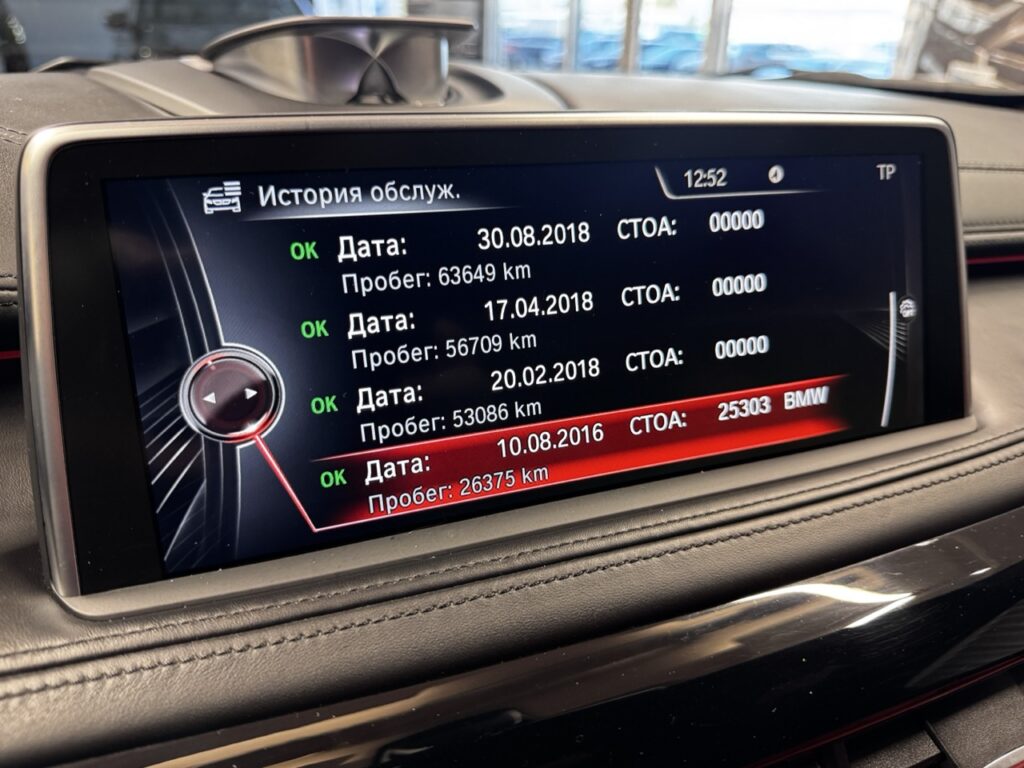 История обслуж.
12:52
TP
OK Дата: 30.08.2018 СТОА: 00000
Пробег: 63649 km
OK Дата: 17.04.2018 СТОА: 00000
Пробег: 56709 km
OK Дата: 20.02.2018 СТОА: 00000
Пробег: 53086 km
OK Дата: 10.08.2016 СТОА: 25303 BMW
Пробег: 26375 km